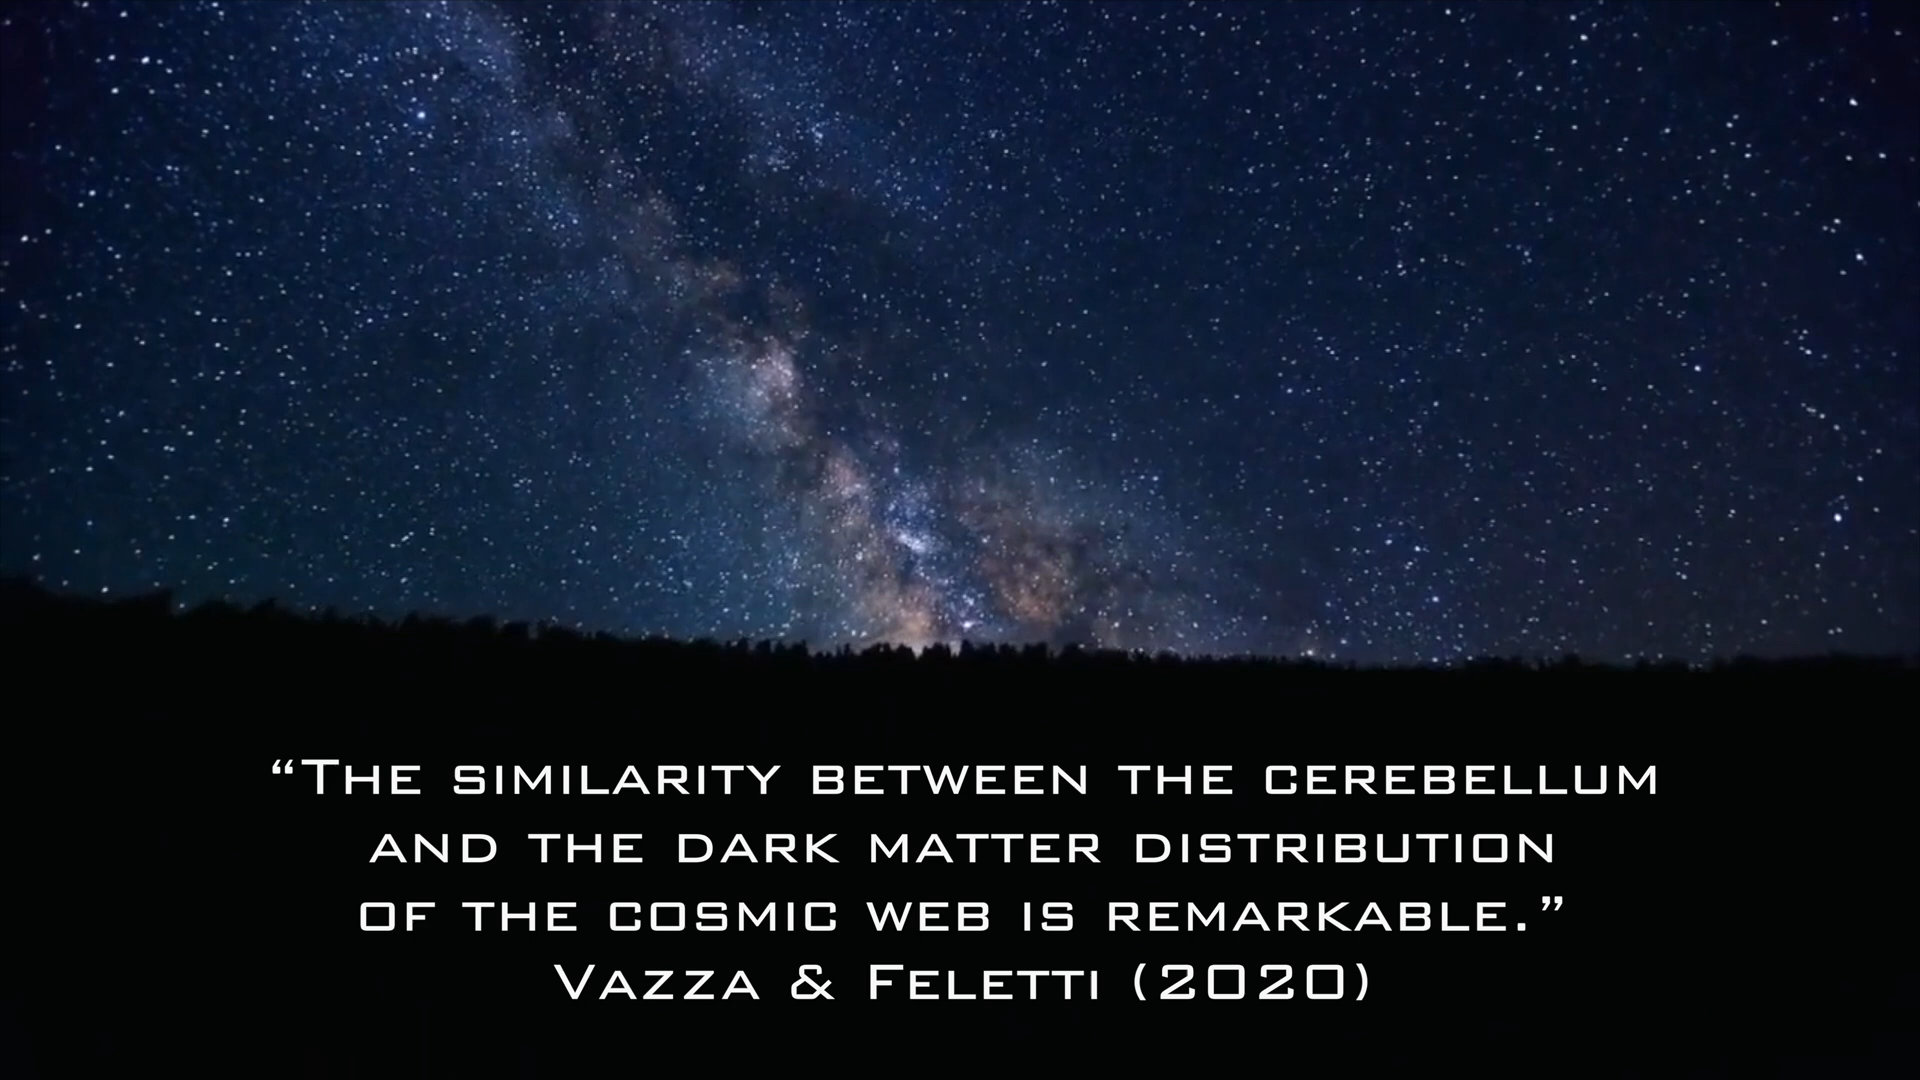 “The similarity between the cerebellum
and the dark matter distribution
of the cosmic web is remarkable.”
Vazza & Feletti (2020)